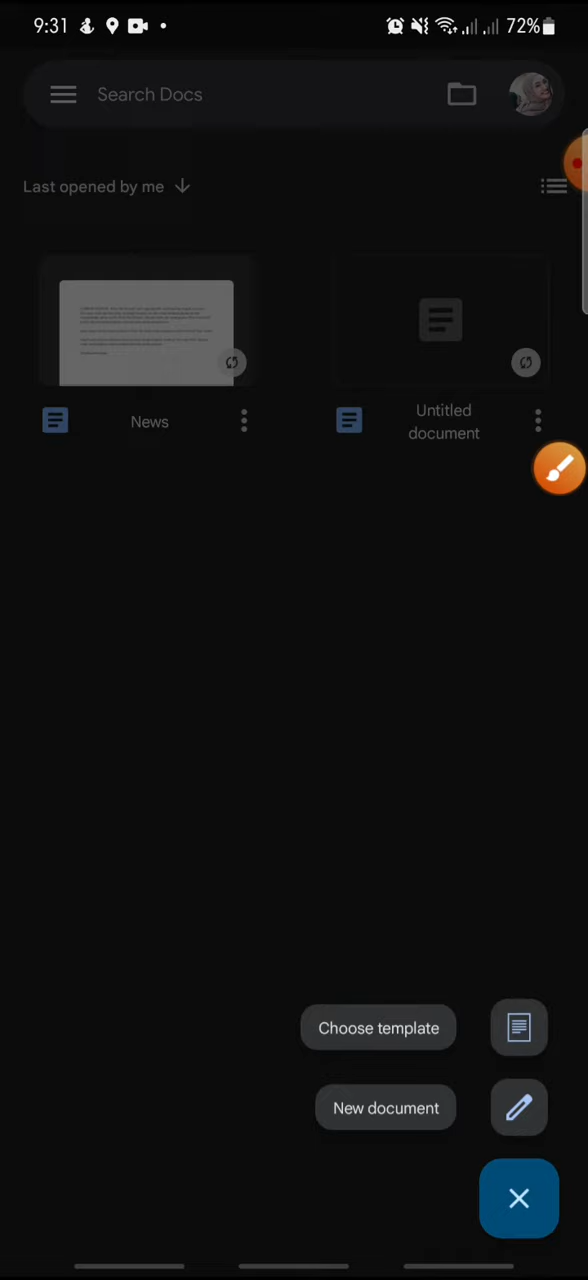 9:31
72%
Search Docs
Last opened by me
News
Untitled
document
Choose template
New document